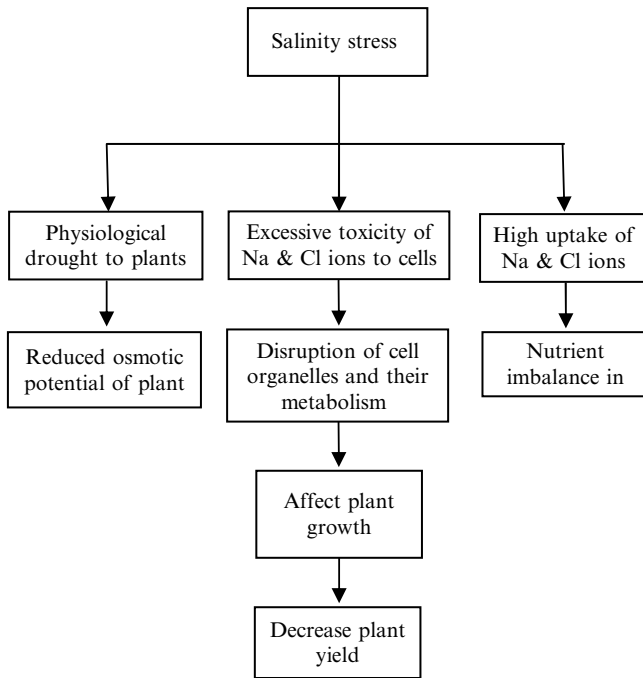 Salinity stress
Physiological
drought to plants
Excessive toxicity of
Na & Cl ions to cells
High uptake of
Na & Cl ions
Reduced osmotic
potential of plant
Disruption of cell
organelles and their
metabolism
Nutrient
imbalance in
Affect plant
growth
Decrease plant
yield